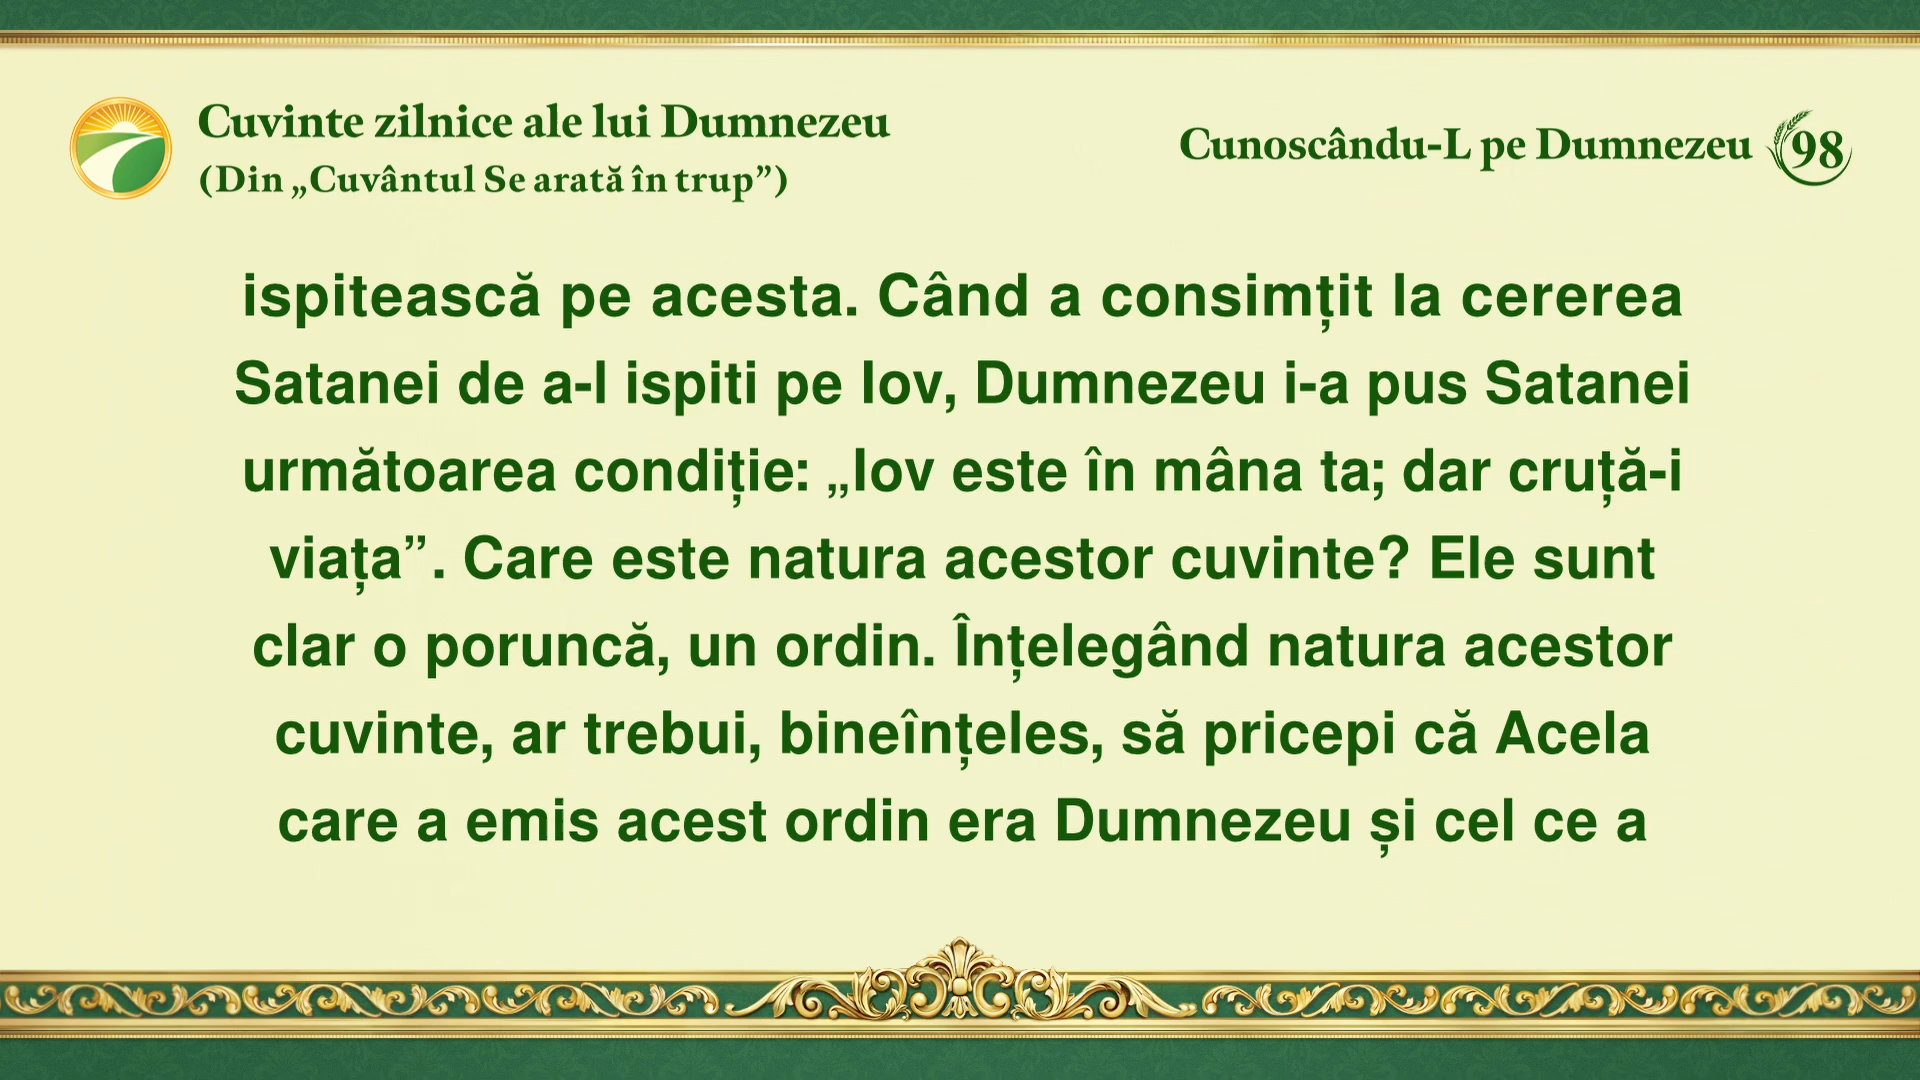 Cuvinte zilnice ale lui Dumnezeu
(Din „Cuvântul Se arată în trup”)
Cunoscându-L pe Dumnezeu 98
ispitească pe acesta. Când a consimțit la cererea
Satanei de a-l ispiti pe Iov, Dumnezeu i-a pus Satanei
următoarea condiție: „Iov este în mâna ta; dar cruță-i
viața”. Care este natura acestor cuvinte? Ele sunt
clar o poruncă, un ordin. Înțelegând natura acestor
cuvinte, ar trebui, bineînțeles, să pricepi că Acela
care a emis acest ordin era Dumnezeu și cel ce a